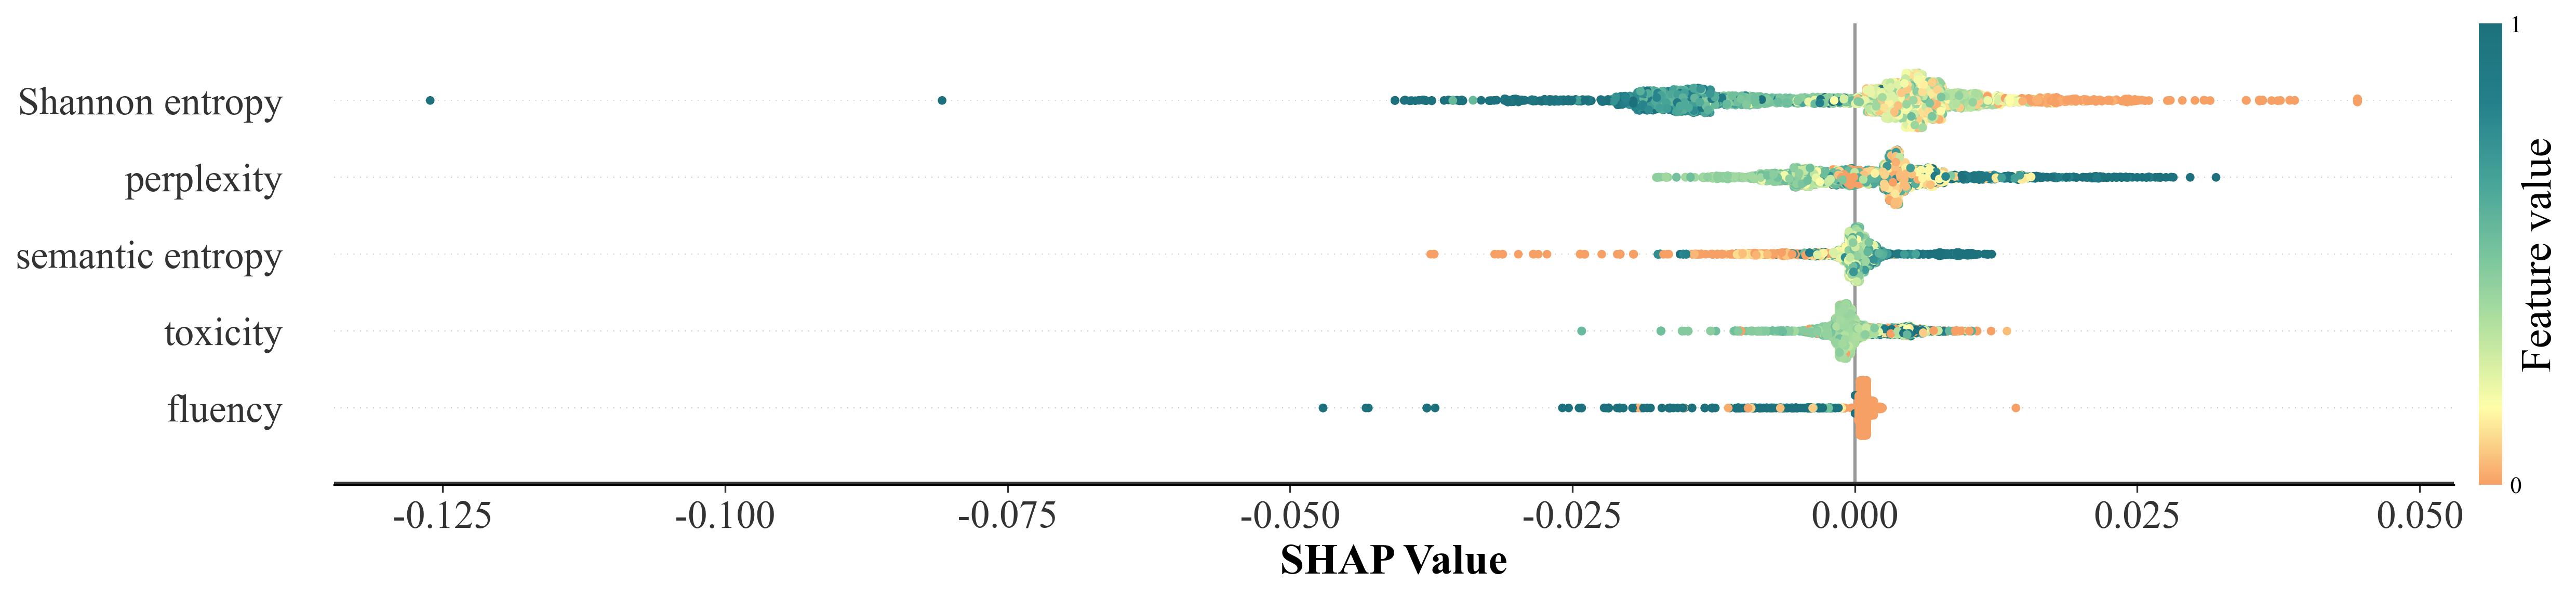 Shannon entropy
perplexity
semantic entropy
toxicity
fluency
-0.125 -0.100 -0.075 -0.050 -0.025 0.000 0.025 0.050
SHAP Value
1
Feature value
0